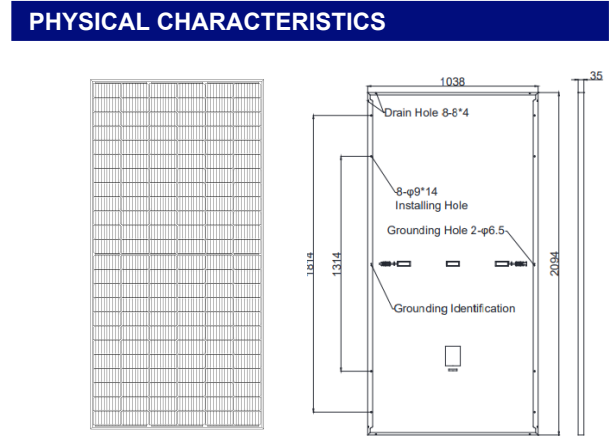 PHYSICAL CHARACTERISTICS
1038
35
Drain Hole 8-8*4
8-φ9*14
Installing Hole
Grounding Hole 2-φ6.5
1814
1314
2094
Grounding Identification